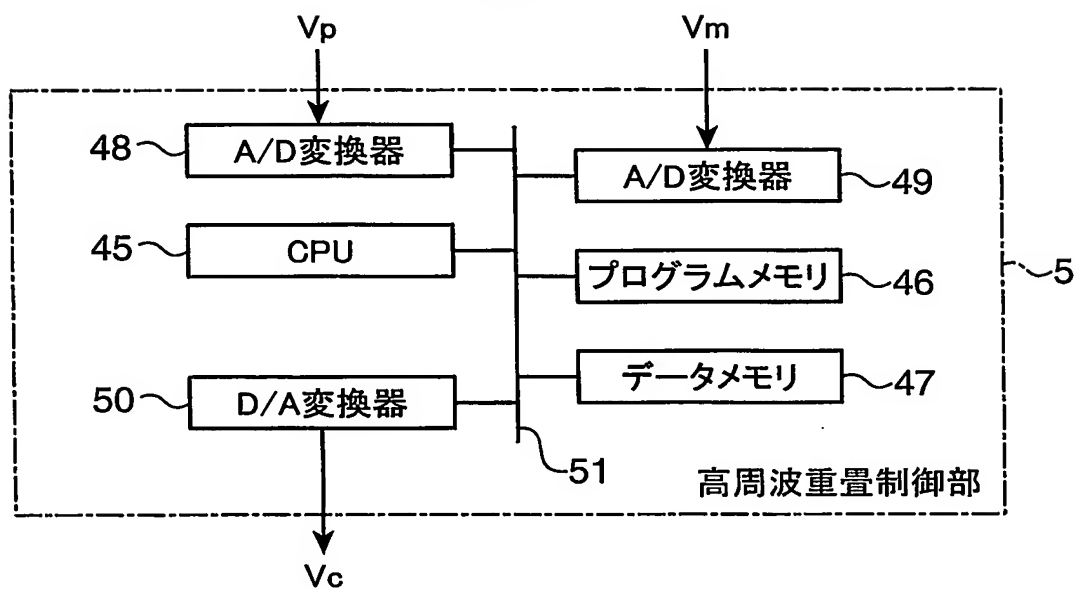 Vp
Vm
48
A/D変換器
A/D変換器
49
45
CPU
プログラムメモリ
46
5
データメモリ
47
50
D/A変換器
51
高周波重畳制御部
Vc